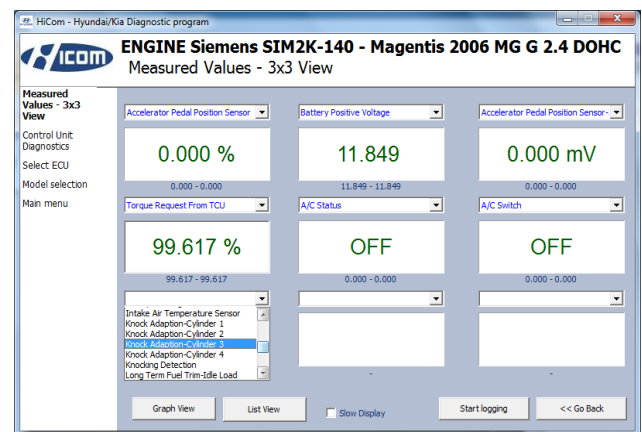 HiCom - Hyundai/Kia Diagnostic program
Hicom
ENGINE Siemens SIM2K-140 - Magentis 2006 MG G 2.4 DOHC
Measured Values - 3x3 View
Measured
Values - 3x3
View
Control Unit
Diagnostics
Select ECU
Model selection
Main menu
Accelerator Pedal Position Sensor
Battery Positive Voltage
Accelerator Pedal Position Sensor-
0.000 %
11.849
0.000 mV
0.000 - 0.000
11.849 - 11.849
0.000 - 0.000
Torque Request From TCU
A/C Status
A/C Switch
99.617 %
OFF
OFF
99.617 - 99.617
0.000 - 0.000
0.000 - 0.000
Intake Air Temperature Sensor
Knock Adaption-Cylinder 1
Knock Adaption-Cylinder 2
Knock Adaption-Cylinder 3
Knock Adaption-Cylinder 4
Knocking Detection
Long Term Fuel Trim-Idle Load
-
-
Graph View
List View
Slow Display
Start logging
<< Go Back